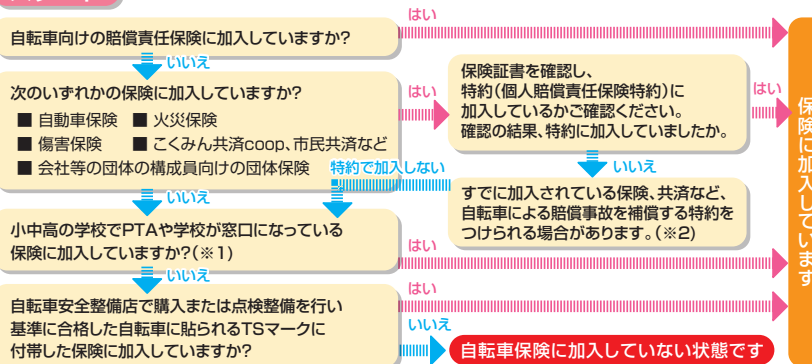 はい
自転車向けの賠償責任保険に加入していますか?
いいえ
次のいずれかの保険に加入していますか?
■ 自動車保険 ■ 火災保険
■ 傷害保険 ■ こくみん共済coop、市民共済など
■ 会社等の団体の構成員向けの団体保険
はい
保険証書を確認し、
特約(個人賠償責任保険特約)に
加入しているかご確認ください。
確認の結果、特約に加入していましたか。
はい
いいえ
特約で加入しない
すでに加入されている保険、共済など、
自転車による賠償事故を補償する特約を
つけられる場合があります。(※2)
いいえ
小中高の学校でPTAや学校が窓口になっている
保険に加入していますか?(※1)
はい
いいえ
自転車安全整備店で購入または点検整備を行い
基準に合格した自転車に貼られるTSマークに
付帯した保険に加入していますか?
はい
いいえ
自転車保険に加入していない状態です
保険に加入しています